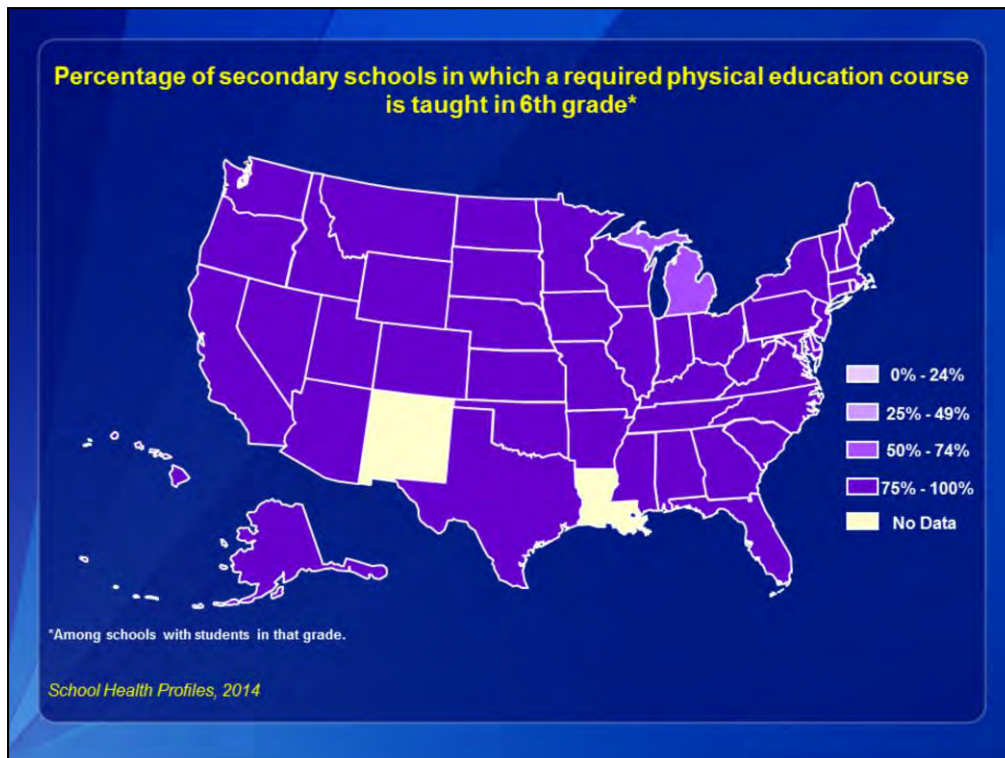 Percentage of secondary schools in which a required physical education course
is taught in 6th grade*
0% - 24%
25% - 49%
50% - 74%
75% - 100%
No Data
*Among schools with students in that grade.
School Health Profiles, 2014